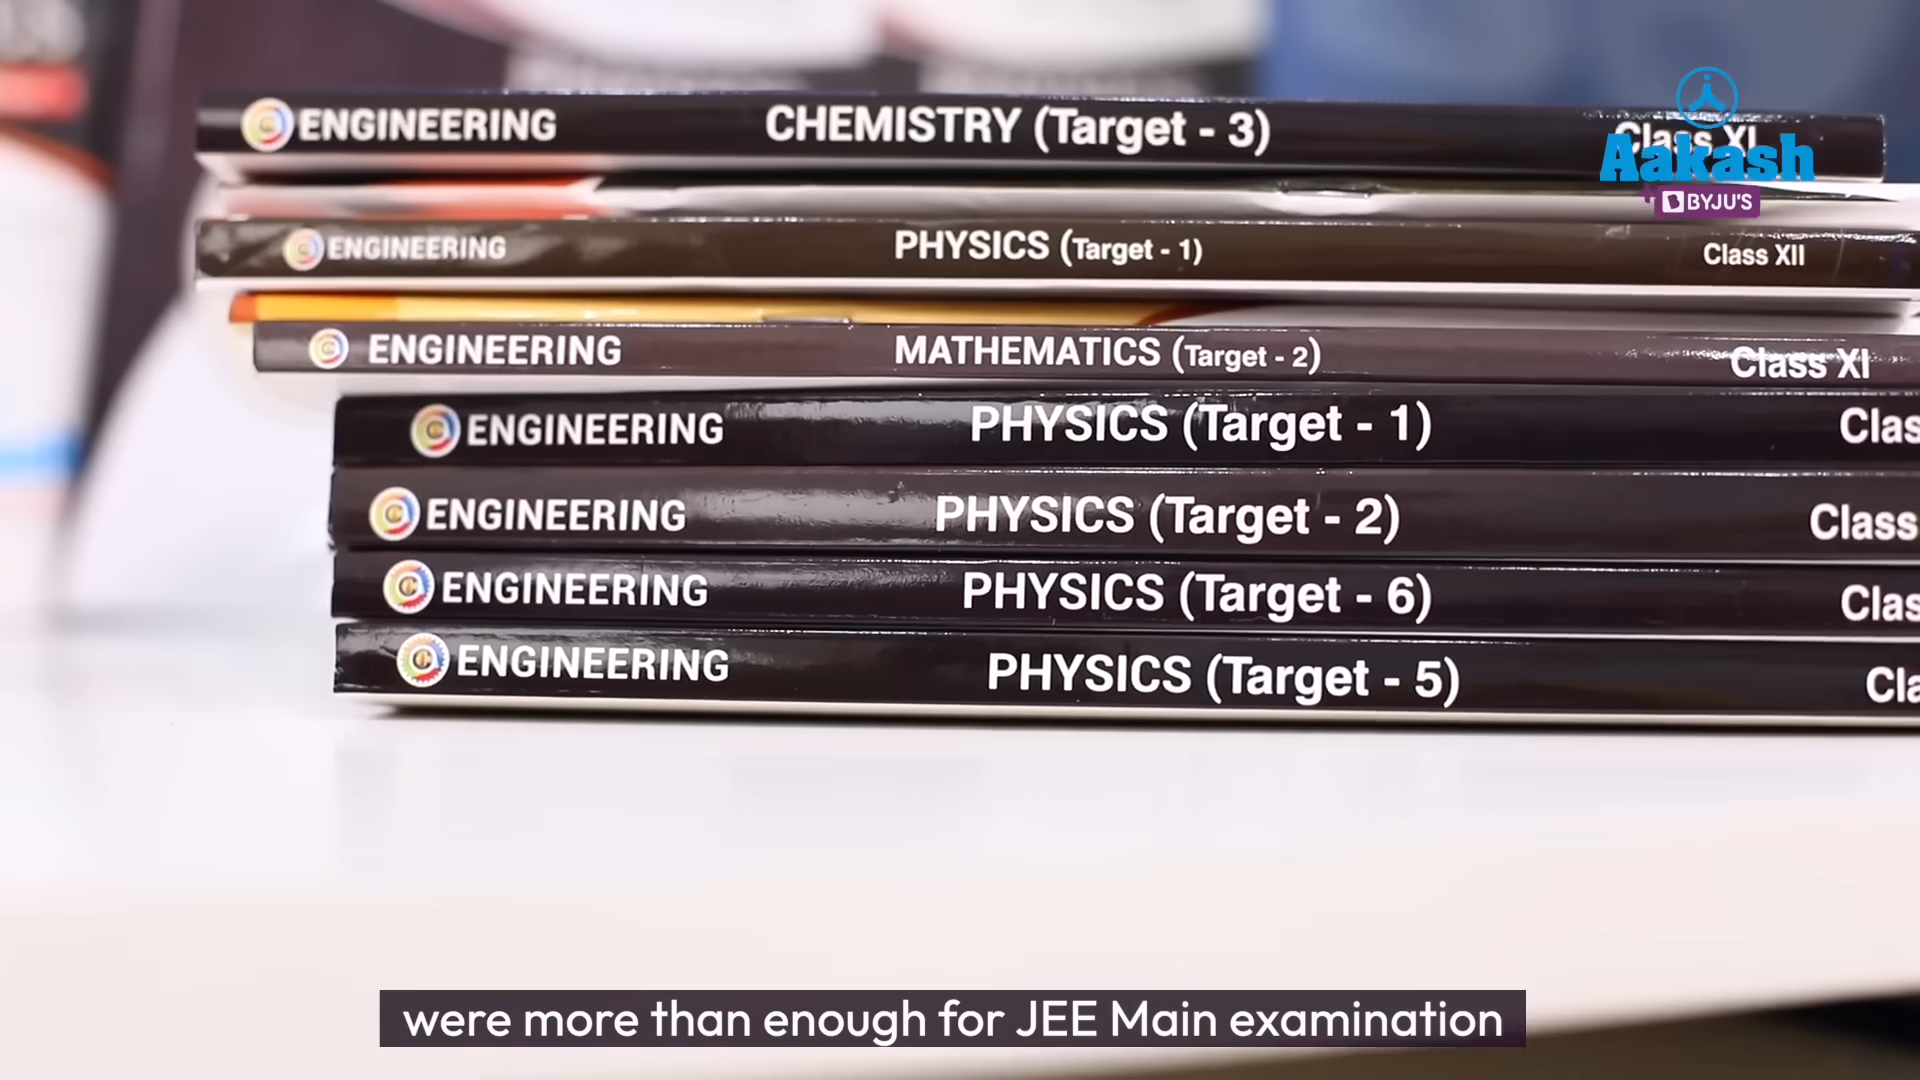 ENGINEERING CHEMISTRY (Target - 3) Class XI
Aakash
BYJU'S
ENGINEERING PHYSICS (Target - 1) Class XII
ENGINEERING MATHEMATICS (Target - 2) Class XI
ENGINEERING PHYSICS (Target - 1)
ENGINEERING PHYSICS (Target - 2) Class
ENGINEERING PHYSICS (Target - 6)
ENGINEERING PHYSICS (Target - 5)
were more than enough for JEE Main examination